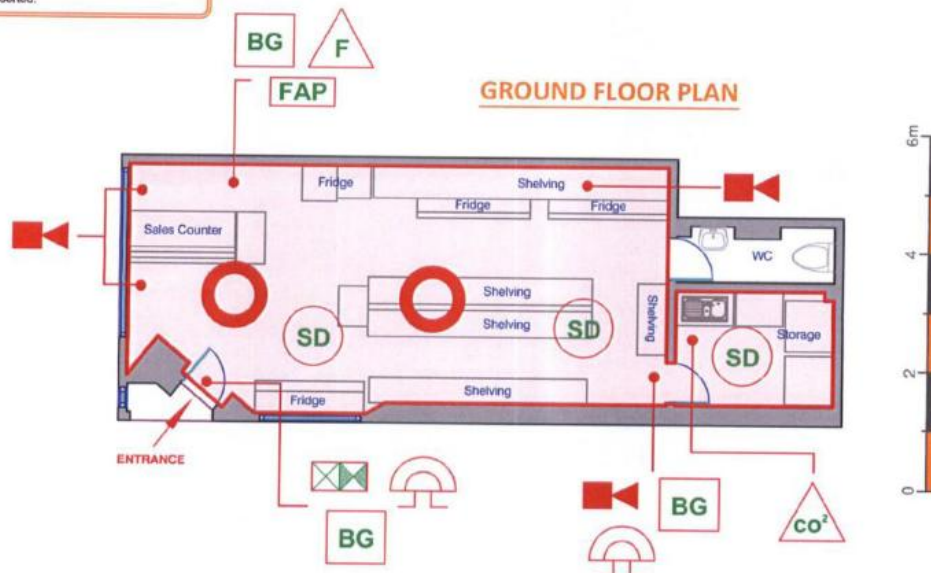 BG
F
FAP
GROUND FLOOR PLAN
6m
Fridge
Shelving
Fridge
Fridge
Sales Counter
WC
4
Shelving
Shelving
Shelving
SD
SD
SD
Storage
2
Fridge
Shelving
ENTRANCE
0
BG
BG
co²